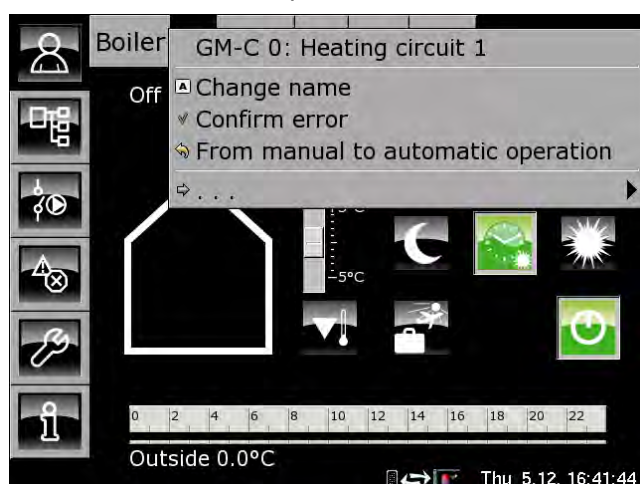 Boiler
GM-C 0: Heating circuit 1
Off
A Change name
Confirm error
From manual to automatic operation
. . .
-5°C
0 2 4 6 8 10 12 14 16 18 20 22
Outside 0.0°C
Thu 5.12. 16:41:44